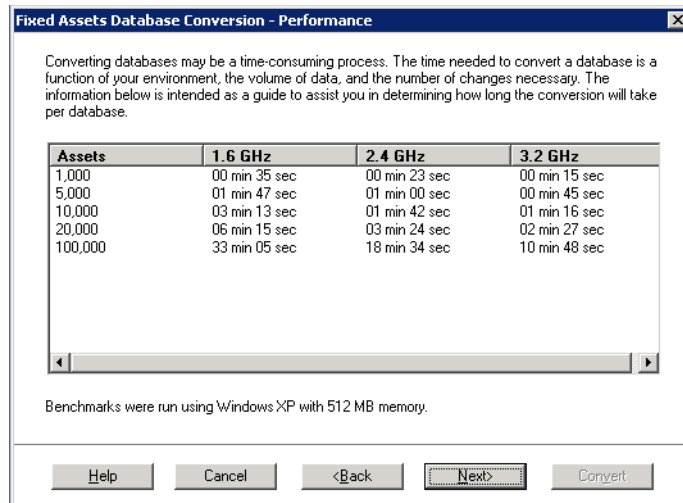 Fixed Assets Database Conversion - Performance
Converting databases may be a time-consuming process. The time needed to convert a database is a
function of your environment, the volume of data, and the number of changes necessary. The
information below is intended as a guide to assist you in determining how long the conversion will take
per database.
Assets 1.6 GHz 2.4 GHz 3.2 GHz
1,000 00 min 35 sec 00 min 23 sec 00 min 15 sec
5,000 01 min 47 sec 01 min 00 sec 00 min 45 sec
10,000 03 min 13 sec 01 min 42 sec 01 min 16 sec
20,000 06 min 15 sec 03 min 24 sec 02 min 27 sec
100,000 33 min 05 sec 18 min 34 sec 10 min 48 sec
Benchmarks were run using Windows XP with 512 MB memory.
Help Cancel <Back Next> Convert